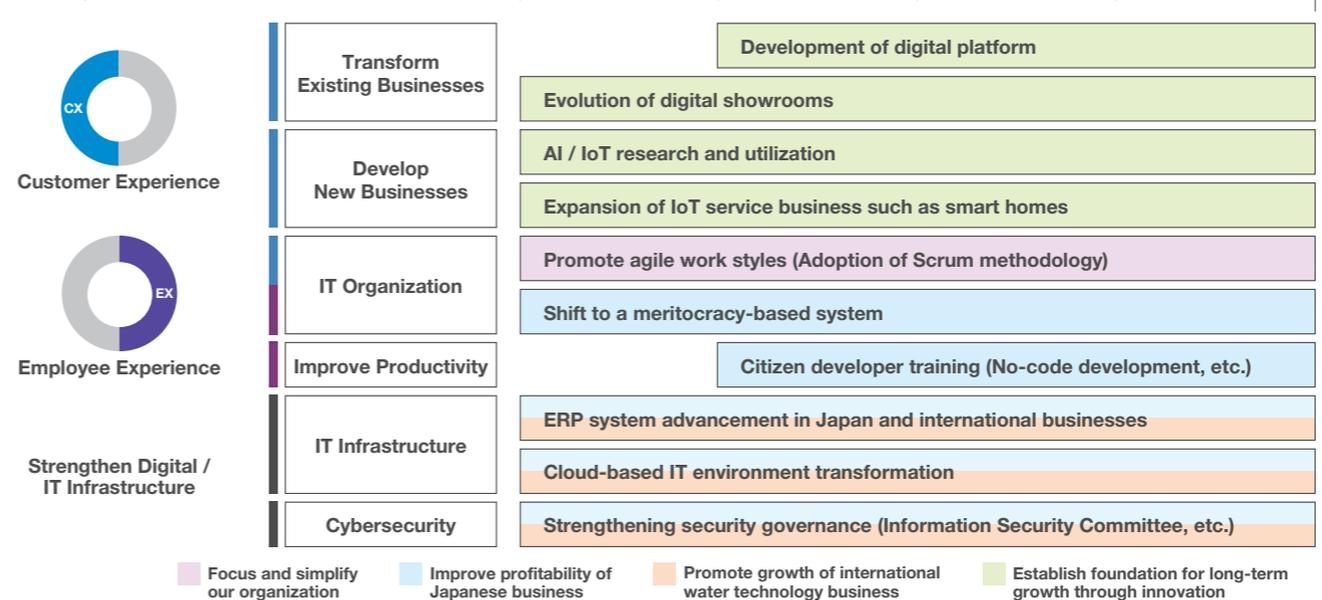 CX
Customer Experience
Transform
Existing Businesses
Development of digital platform
Evolution of digital showrooms
Develop
New Businesses
AI / IoT research and utilization
Expansion of IoT service business such as smart homes
EX
Employee Experience
IT Organization
Promote agile work styles (Adoption of Scrum methodology)
Shift to a meritocracy-based system
Improve Productivity
Citizen developer training (No-code development, etc.)
Strengthen Digital /
IT Infrastructure
IT Infrastructure
ERP system advancement in Japan and international businesses
Cloud-based IT environment transformation
Cybersecurity
Strengthening security governance (Information Security Committee, etc.)
Focus and simplify
our organization
Improve profitability of
Japanese business
Promote growth of international
water technology business
Establish foundation for long-term
growth through innovation